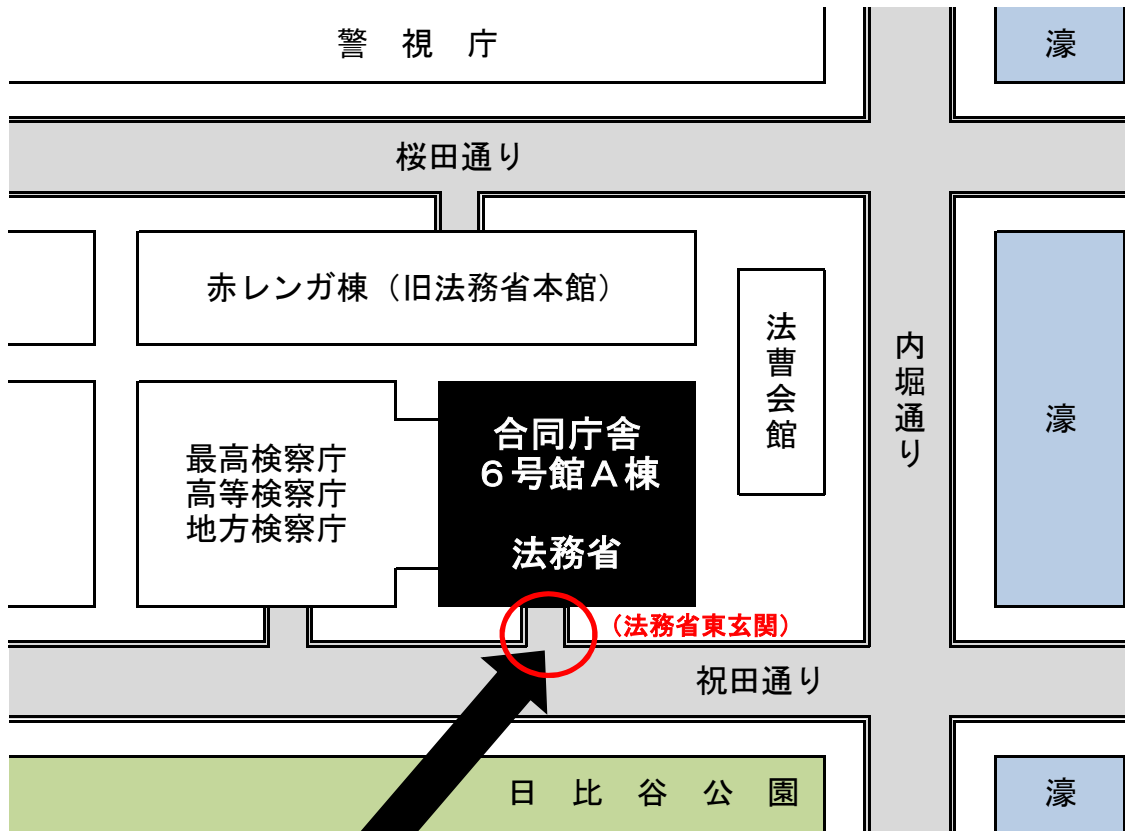 警視庁
濠
桜田通り
赤レンガ棟（旧法務省本館）
法曹会館
内堀通り
濠
最高検察庁
高等検察庁
地方検察庁
合同庁舎
６号館Ａ棟
法務省
（法務省東玄関）
祝田通り
日比谷公園
濠